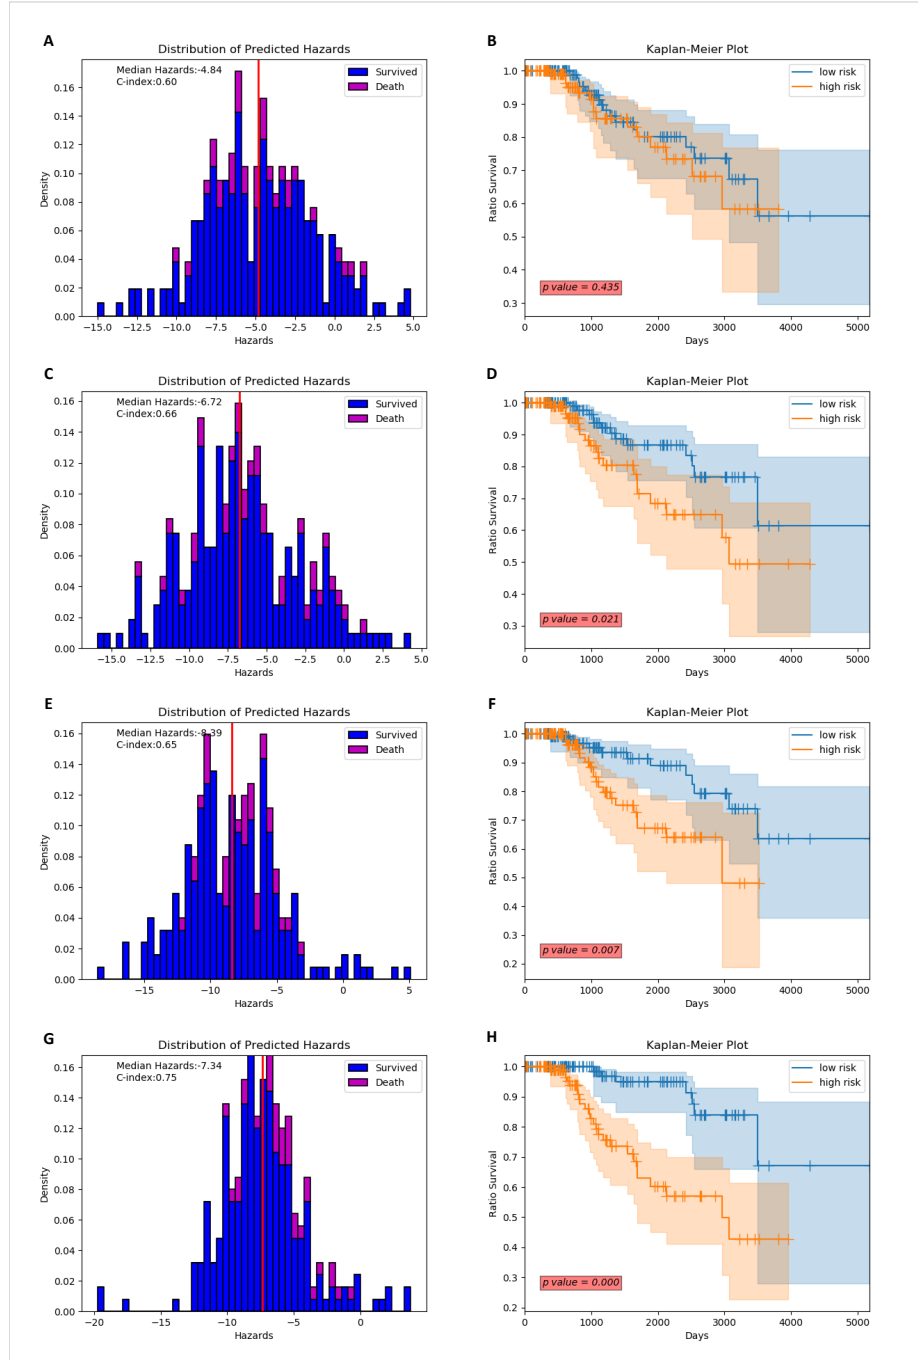 A
Distribution of Predicted Hazards
Median Hazards:-4.84
C-index:0.60
Survived
Death
0.16
0.14
0.12
0.10
0.08
0.06
0.04
0.02
0.00
Density
−15.0 −12.5 −10.0 −7.5 −5.0 −2.5 0.0 2.5 5.0
Hazards
B
Kaplan-Meier Plot
low risk
high risk
1.0
0.9
0.8
0.7
0.6
0.5
0.4
0.3
Ratio Survival
p value = 0.435
0 1000 2000 3000 4000 5000
Days
C
Distribution of Predicted Hazards
Median Hazards:-6.72
C-index:0.66
Survived
Death
0.16
0.14
0.12
0.10
0.08
0.06
0.04
0.02
0.00
Density
−15.0 −12.5 −10.0 −7.5 −5.0 −2.5 0.0 2.5 5.0
Hazards
D
Kaplan-Meier Plot
low risk
high risk
1.0
0.9
0.8
0.7
0.6
0.5
0.4
0.3
Ratio Survival
p value = 0.021
0 1000 2000 3000 4000 5000
Days
E
Distribution of Predicted Hazards
Median Hazards:-8.39
C-index:0.65
Survived
Death
0.16
0.14
0.12
0.10
0.08
0.06
0.04
0.02
0.00
Density
−15 −10 −5 0 5
Hazards
F
Kaplan-Meier Plot
low risk
high risk
1.0
0.9
0.8
0.7
0.6
0.5
0.4
0.3
0.2
Ratio Survival
p value = 0.007
0 1000 2000 3000 4000 5000
Days
G
Distribution of Predicted Hazards
Median Hazards:-7.34
C-index:0.75
Survived
Death
0.16
0.14
0.12
0.10
0.08
0.06
0.04
0.02
0.00
Density
−20 −15 −10 −5 0
Hazards
H
Kaplan-Meier Plot
low risk
high risk
1.0
0.9
0.8
0.7
0.6
0.5
0.4
0.3
0.2
Ratio Survival
p value = 0.000
0 1000 2000 3000 4000 5000
Days